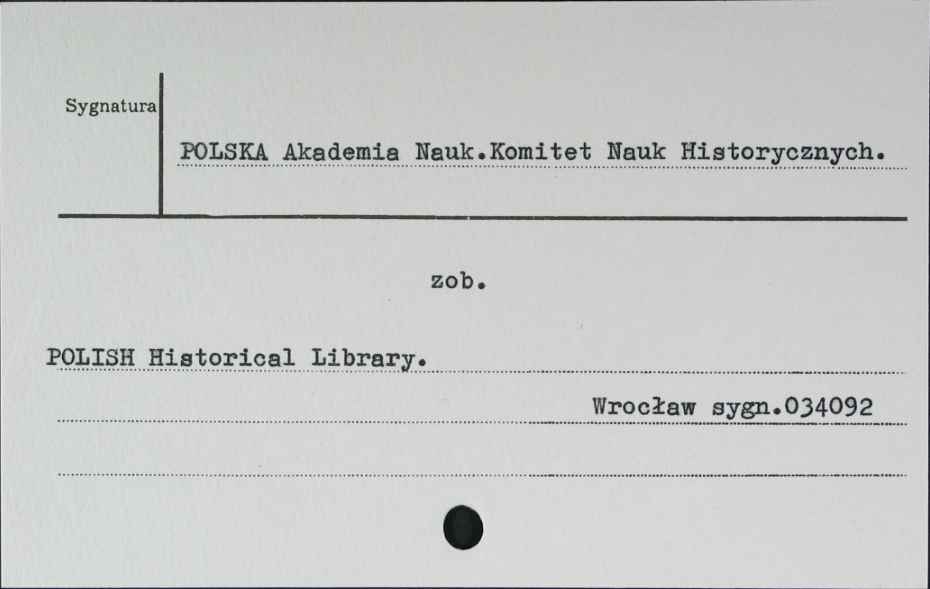 Sygnatura
POLSKA Akademia Nauk.Komitet Nauk Historycznych.
zob.
POLISH Historical Library.
Wrocław sygn.034092